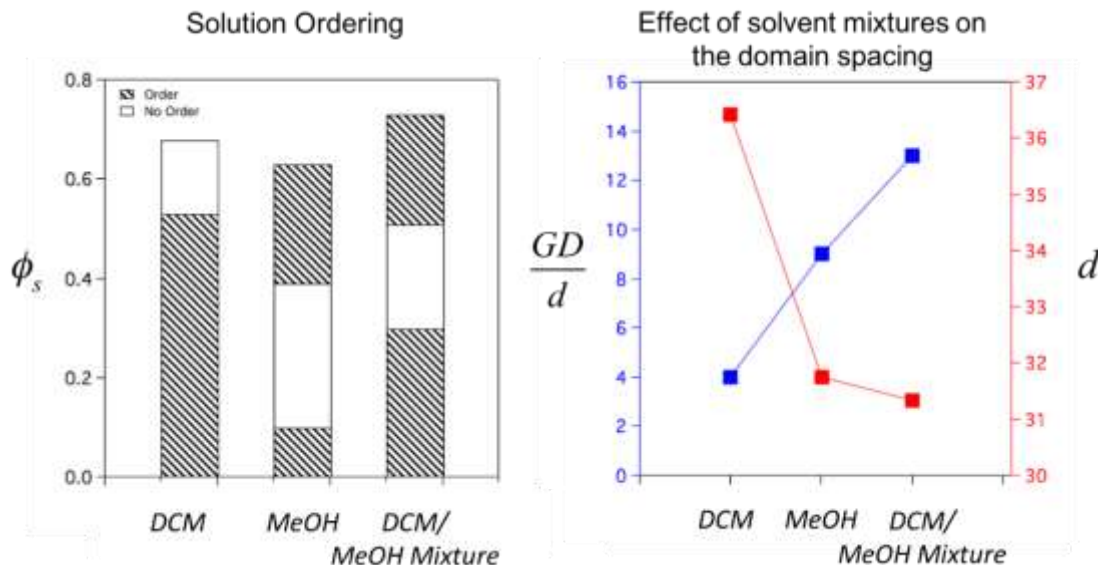 Solution Ordering
0.8
0.6
0.4
0.2
0.0
Order
No Order
ϕs
DCM
MeOH
DCM/
MeOH Mixture
Effect of solvent mixtures on
the domain spacing
16
14
12
10
8
6
4
2
0
GD
d
37
36
35
34
33
32
31
30
d
DCM
MeOH
DCM/
MeOH Mixture